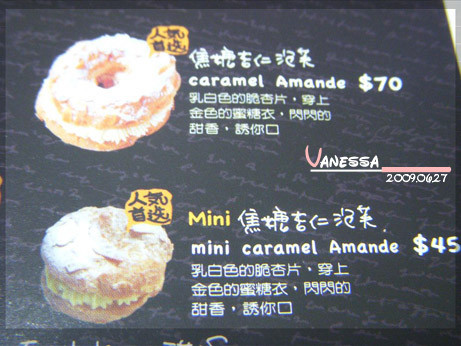 人氣
首選
焦糖杏仁泡芙
caramel Amande $70
乳白色的脆杏片，穿上
金色的蜜糖衣，閃閃的
甜香，誘你口
VANESSA
2009.06.27
人氣
首選
Mini 焦糖杏仁泡芙
mini caramel Amande $45
乳白色的脆杏片，穿上
金色的蜜糖衣，閃閃的
甜香，誘你口